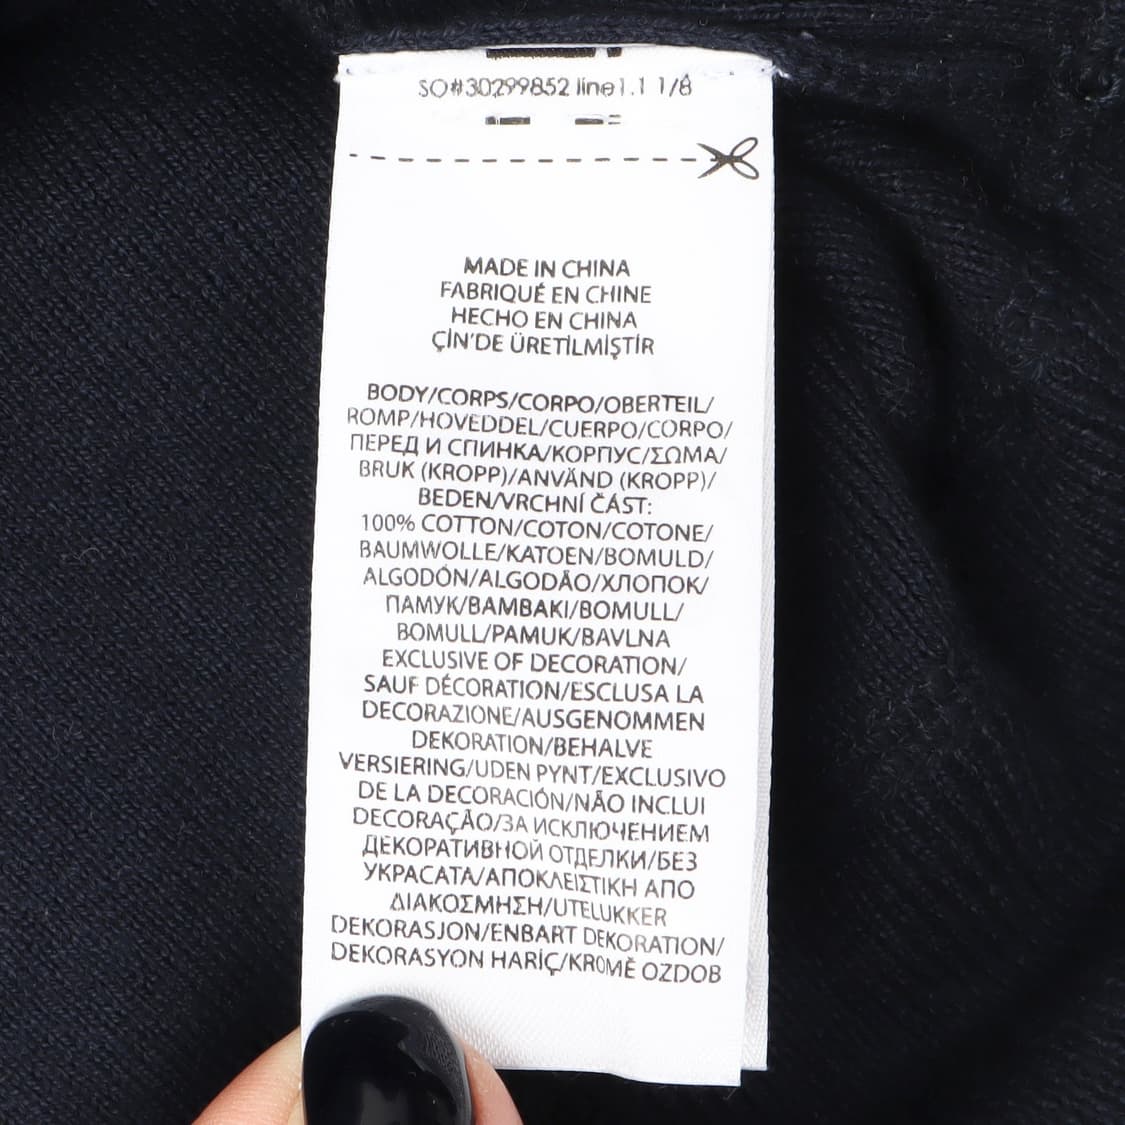 SO#30299852 line1.1 1/8
MADE IN CHINA
FABRIQUÉ EN CHINE
HECHO EN CHINA
ÇİN'DE ÜRETİLMİŞTİR
BODY/CORPS/CORPO/OBERTEIL/
ROMP/HOVEDDEL/CUERPO/CORPO/
ПЕРЕД И СПИНКА/КОРПУС/ΣΩΜΑ/
BRUK (KROPP)/ANVÄND (KROPP)/
BEDEN/VRCHNÍ ČÁST:
100% COTTON/COTON/COTONE/
BAUMWOLLE/KATOEN/BOMULD/
ALGODÓN/ALGODÃO/ХЛОПОК/
ПАМУК/ΒΑΜΒΑΚΙ/BOMULL/
BOMULL/PAMUK/BAVLNA
EXCLUSIVE OF DECORATION/
SAUF DÉCORATION/ESCLUSA LA
DECORAZIONE/AUSGENOMMEN
DEKORATION/BEHALVE
VERSIERING/UDEN PYNT/EXCLUSIVO
DE LA DECORACIÓN/NÃO INCLUI
DECORAÇÃO/ЗА ИСКЛЮЧЕНИЕМ
ДЕКОРАТИВНОЙ ОТДЕЛКИ/БЕЗ
УКРАСАТА/ΑΠΟΚΛΕΙΣΤΙΚΗ ΑΠΟ
ΔΙΑΚΟΣΜΗΣΗ/UTELUKKER
DEKORASJON/ENBART DEKORATION/
DEKORASYON HARİÇ/KROMĚ OZDOB